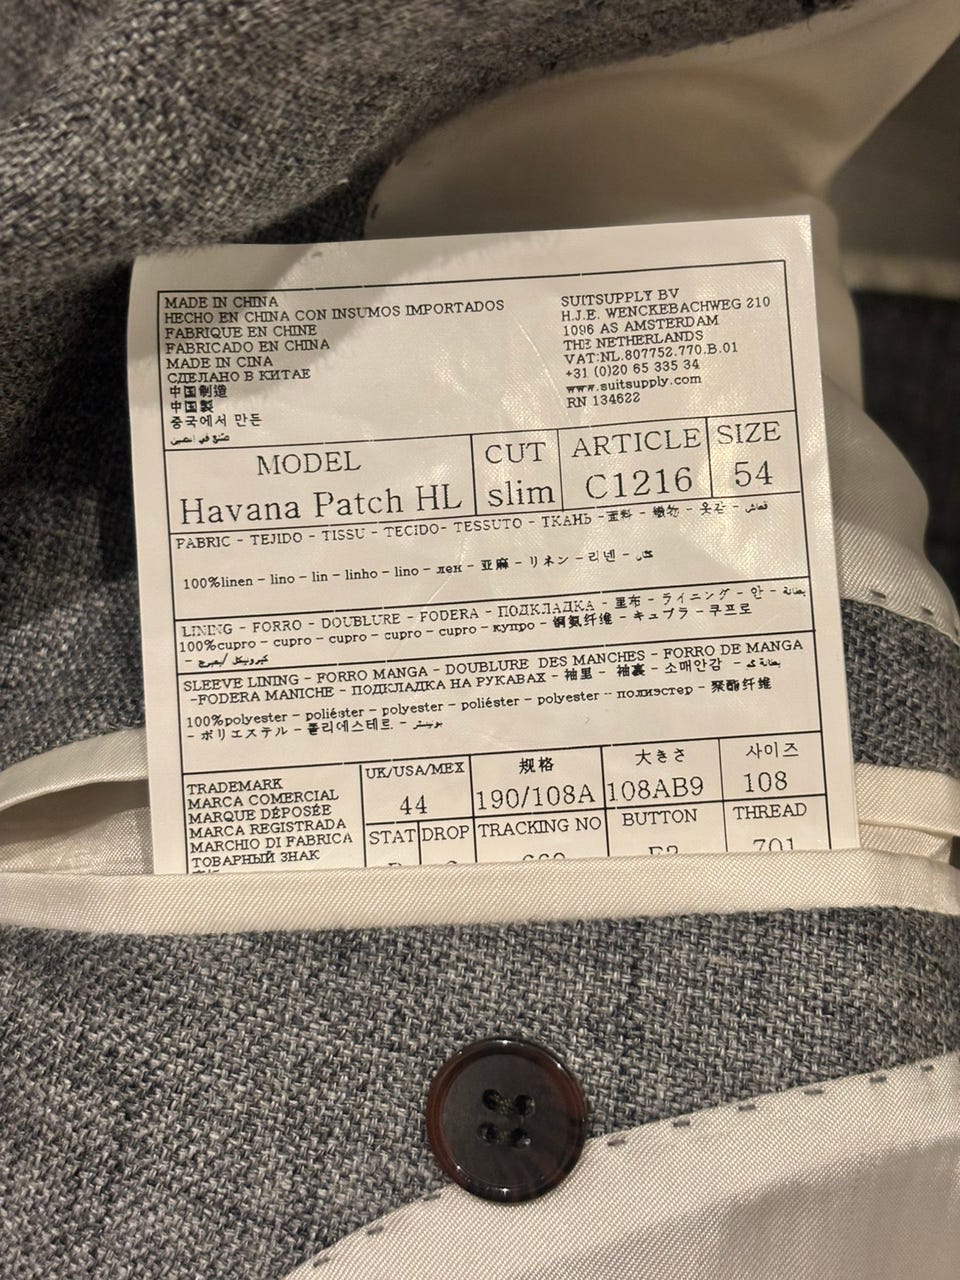 MADE IN CHINA
HECHO EN CHINA CON INSUMOS IMPORTADOS
FABRIQUE EN CHINE
FABRICADO EN CHINA
MADE IN CINA
СДЕЛАНО В КИТАЕ
中国制造
中国製
중국에서 만든
صنع في الصين
SUITSUPPLY BV
H.J.E. WENCKEBACHWEG 210
1096 AS AMSTERDAM
THE NETHERLANDS
VAT:NL.807752.770.B.01
+31 (0)20 65 335 34
www.suitsupply.com
RN 134622
MODEL CUT ARTICLE SIZE
Havana Patch HL slim C1216 54
FABRIC - TEJIDO - TISSU - TECIDO- TESSUTO - ТКАНЬ -面料 - 織物 - 옷감 - قماش
100%linen - lino - lin - linho - lino - лен - 亚麻 - リネン - 리넨 -
LINING - FORRO - DOUBLURE - FODERA - ПОДКЛАДКА - 里布 - ライニング - 안 - بطانة
100%cupro - cupro - cupro - cupro - cupro - купро - 铜氨纤维 - キュプラ - 쿠프로
SLEEVE LINING - FORRO MANGA - DOUBLURE DES MANCHES - FORRO DE MANGA
-FODERA MANICHE - ПОДКЛАДКА НА РУКАВАХ - 袖里 - 袖裏 - 소매안감 -
100%polyester - poliéster - polyester - poliéster - polyester - полиэстер - 聚酯纤维
- ポリエステル - 폴리에스테르 - بوليستر
TRADEMARK
MARCA COMERCIAL
MARQUE DÉPOSÉE
MARCA REGISTRADA
MARCHIO DI FABRICA
ТОВАРНЫЙ ЗНАК
UK/USA/MEX 规格 大きさ 사이즈
44 190/108A 108AB9 108
STAT DROP TRACKING NO BUTTON THREAD
701